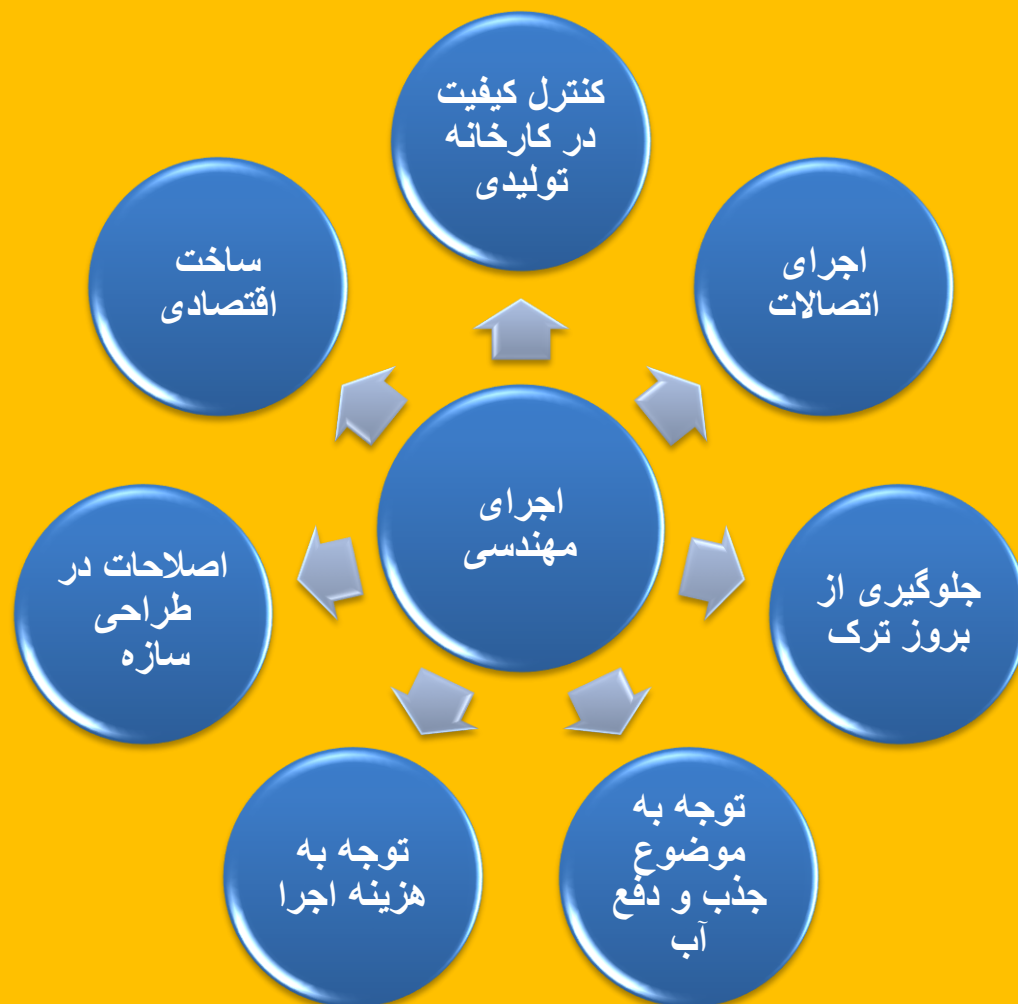 کنترل کیفیت
در کارخانه
تولیدی
اجرای
اتصالات
جلوگیری از
بروز ترک
توجه به
موضوع
جذب و دفع
آب
توجه به
هزینه اجرا
اصلاحات در
طراحی
سازه
ساخت
اقتصادی
اجرای
مهندسی